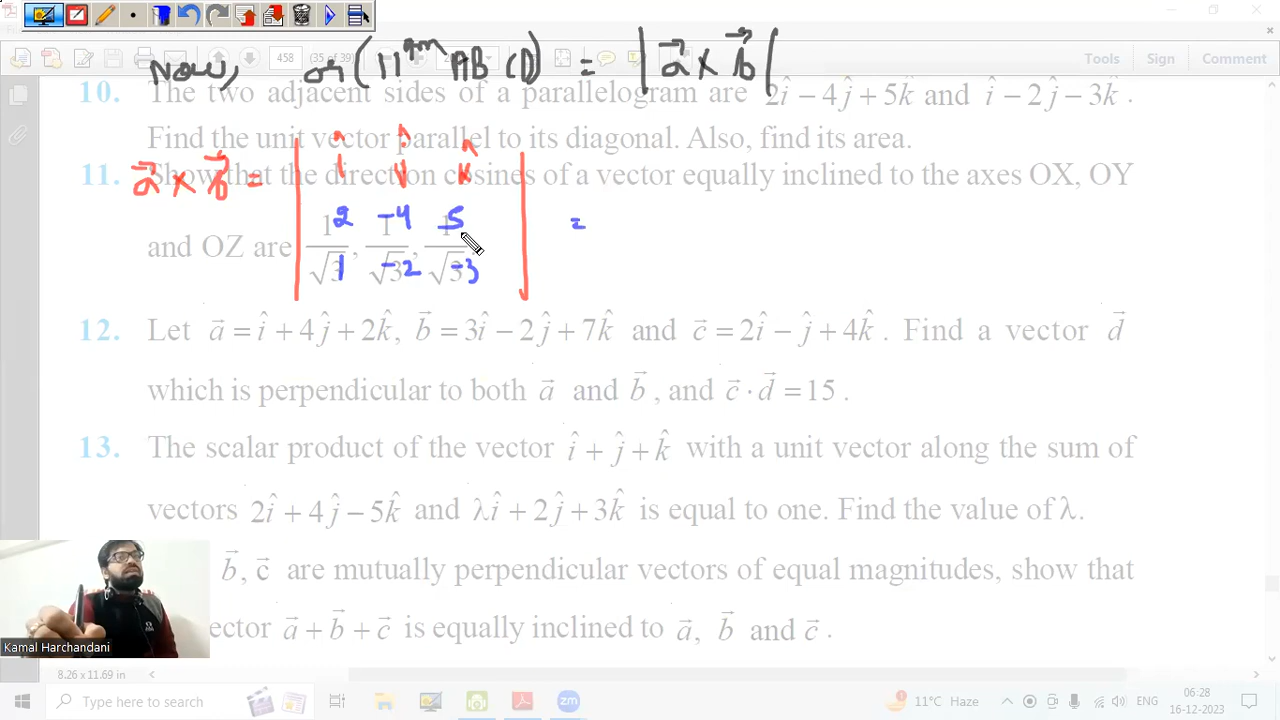 Now, ar (||gm ABCD) = |a⃗ × b⃗|
458 (35 of 39) Tools Sign Comment
10. The two adjacent sides of a parallelogram are 2î − 4ĵ + 5k̂ and î − 2ĵ − 3k̂.
Find the unit vector parallel to its diagonal. Also, find its area.
11. Show that the direction cosines of a vector equally inclined to the axes OX, OY
and OZ are 1/√3, 1/√3, 1/√3
a⃗ × b⃗ = | î ĵ k̂ |
2 −4 5 =
1 −2 −3
12. Let a⃗ = î + 4ĵ + 2k̂, b⃗ = 3î − 2ĵ + 7k̂ and c⃗ = 2î − ĵ + 4k̂. Find a vector d⃗
which is perpendicular to both a⃗ and b⃗, and c⃗ · d⃗ = 15.
13. The scalar product of the vector î + ĵ + k̂ with a unit vector along the sum of
vectors 2î + 4ĵ − 5k̂ and λî + 2ĵ + 3k̂ is equal to one. Find the value of λ.
b⃗, c⃗ are mutually perpendicular vectors of equal magnitudes, show that
ector a⃗ + b⃗ + c⃗ is equally inclined to a⃗, b⃗ and c⃗.
Kamal Harchandani
8.26 x 11.69 in
Type here to search
11°C Haze
ENG
06:28
16-12-2023